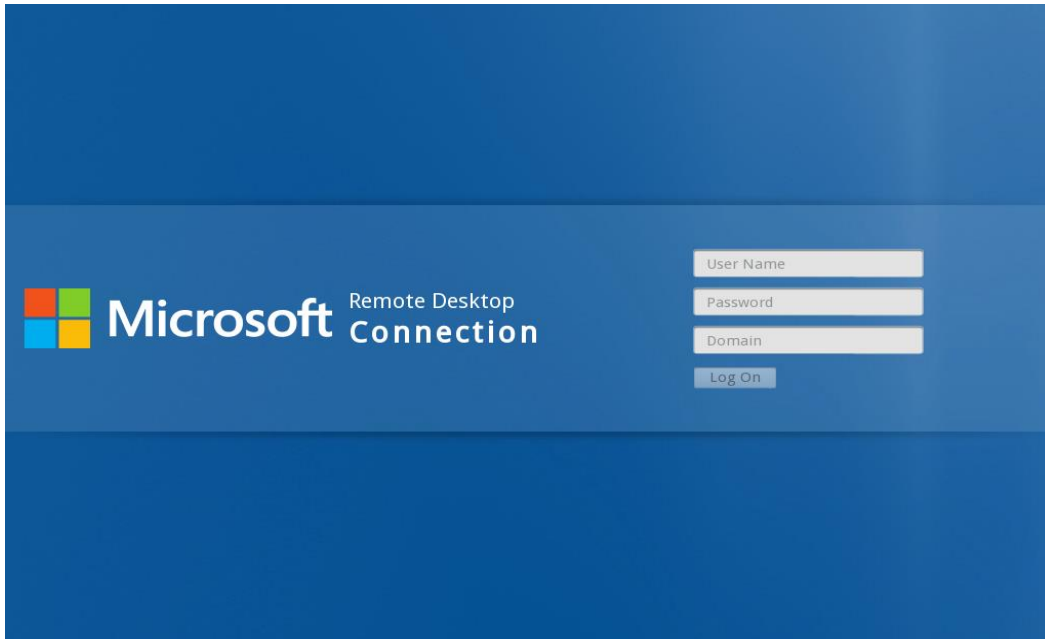 Microsoft
Remote Desktop
Connection
User Name
Password
Domain
Log On